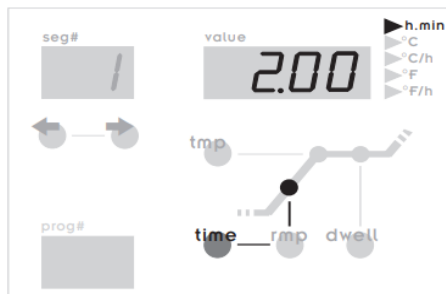 seg#
value
h.min
°C
°C/h
°F
°F/h
1
2.00
tmp
prog#
time
rmp
dwell